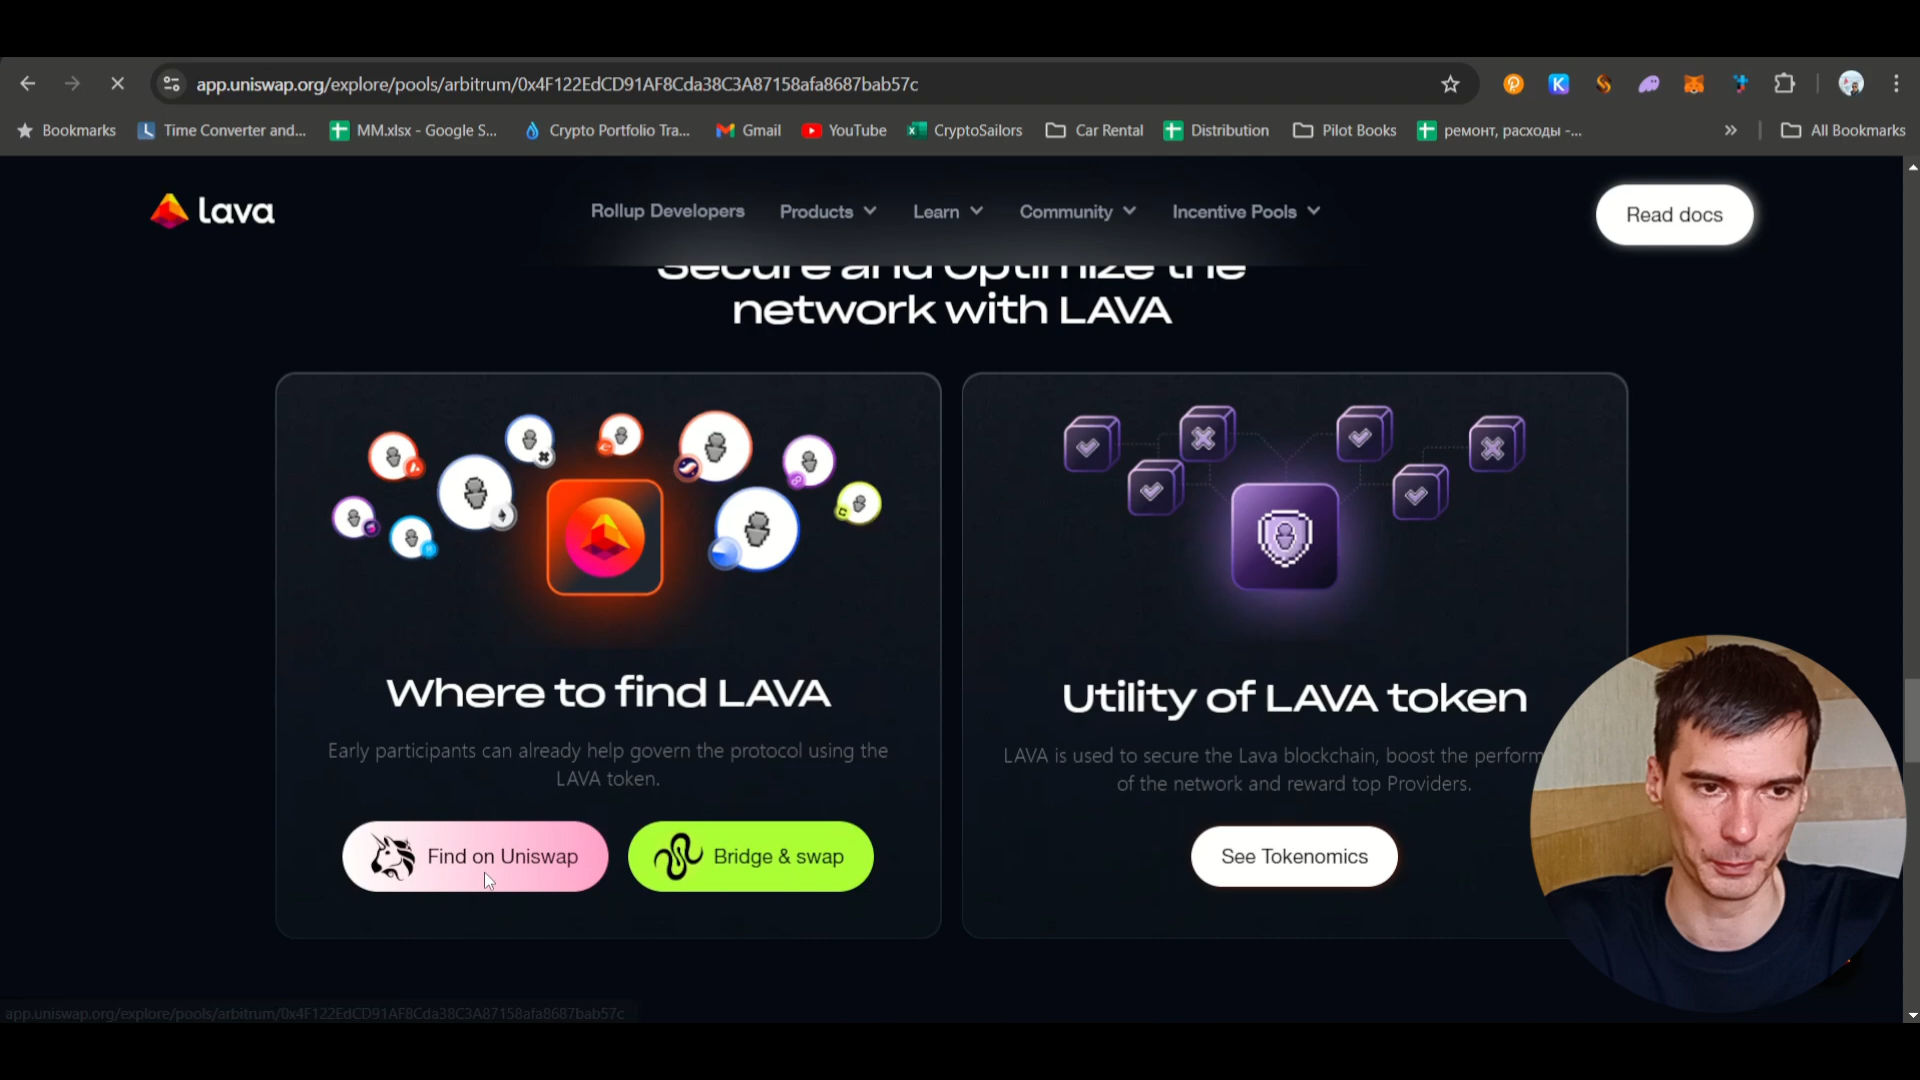 app.uniswap.org/explore/pools/arbitrum/0x4F122EdCD91AF8Cda38C3A87158afa8687bab57c
Bookmarks
Time Converter and...
MM.xlsx - Google S...
Crypto Portfolio Tra...
Gmail
YouTube
CryptoSailors
Car Rental
Distribution
Pilot Books
ремонт, расходы -...
All Bookmarks
lava
Rollup Developers
Products
Learn
Community
Incentive Pools
Read docs
Secure and optimize the
network with LAVA
Where to find LAVA
Early participants can already help govern the protocol using the
LAVA token.
Find on Uniswap
Bridge & swap
Utility of LAVA token
LAVA is used to secure the Lava blockchain, boost the perform
of the network and reward top Providers.
See Tokenomics
app.uniswap.org/explore/pools/arbitrum/0x4F122EdCD91AF8Cda38C3A87158afa8687bab57c